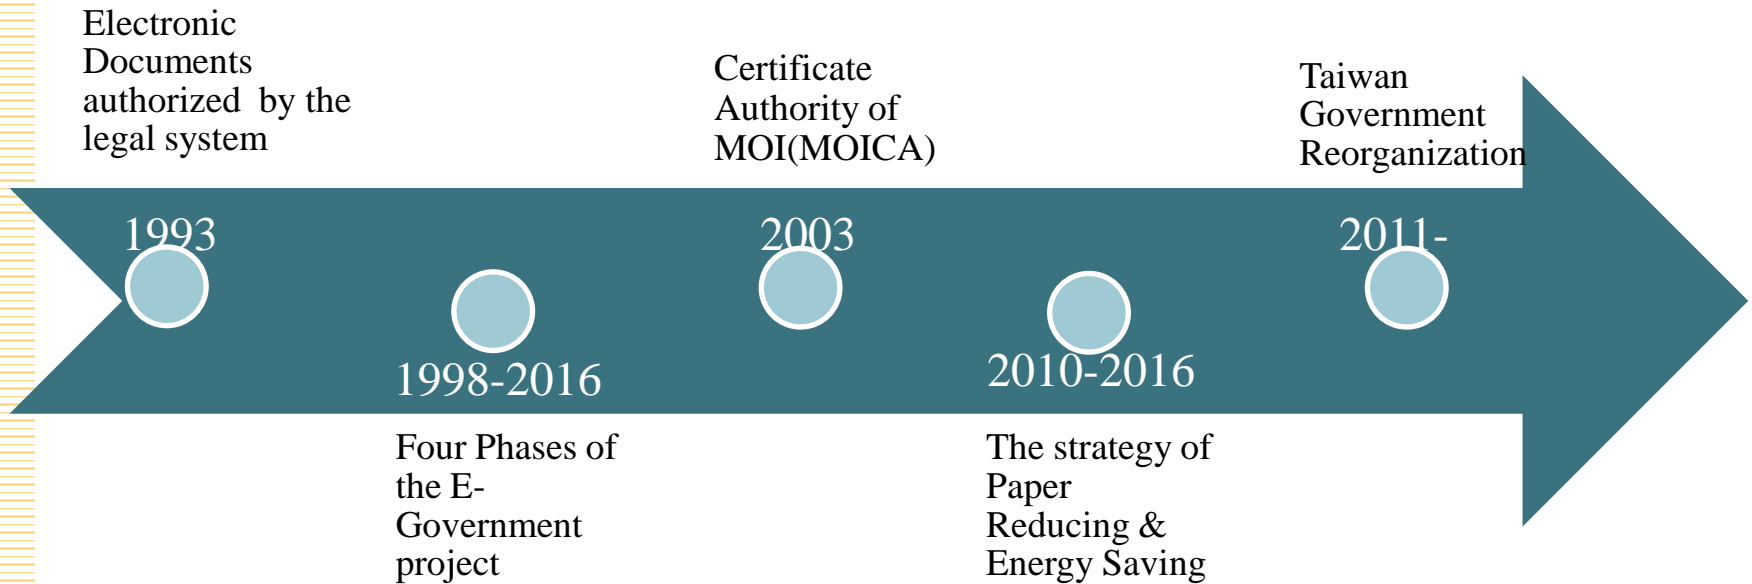 Electronic
Documents
authorized by the
legal system
1993
1998-2016
Four Phases of
the E-
Government
project
Certificate
Authority of
MOI(MOICA)
2003
2010-2016
The strategy of
Paper
Reducing &
Energy Saving
Taiwan
Government
Reorganization
2011-